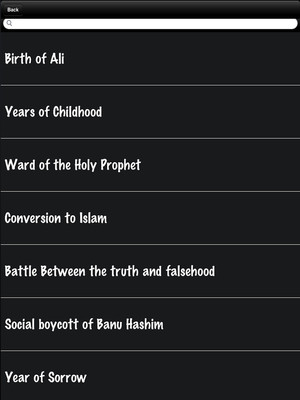 Back
Birth of Ali
Years of Childhood
Ward of the Holy Prophet
Conversion to Islam
Battle Between the truth and falsehood
Social boycott of Banu Hashim
Year of Sorrow